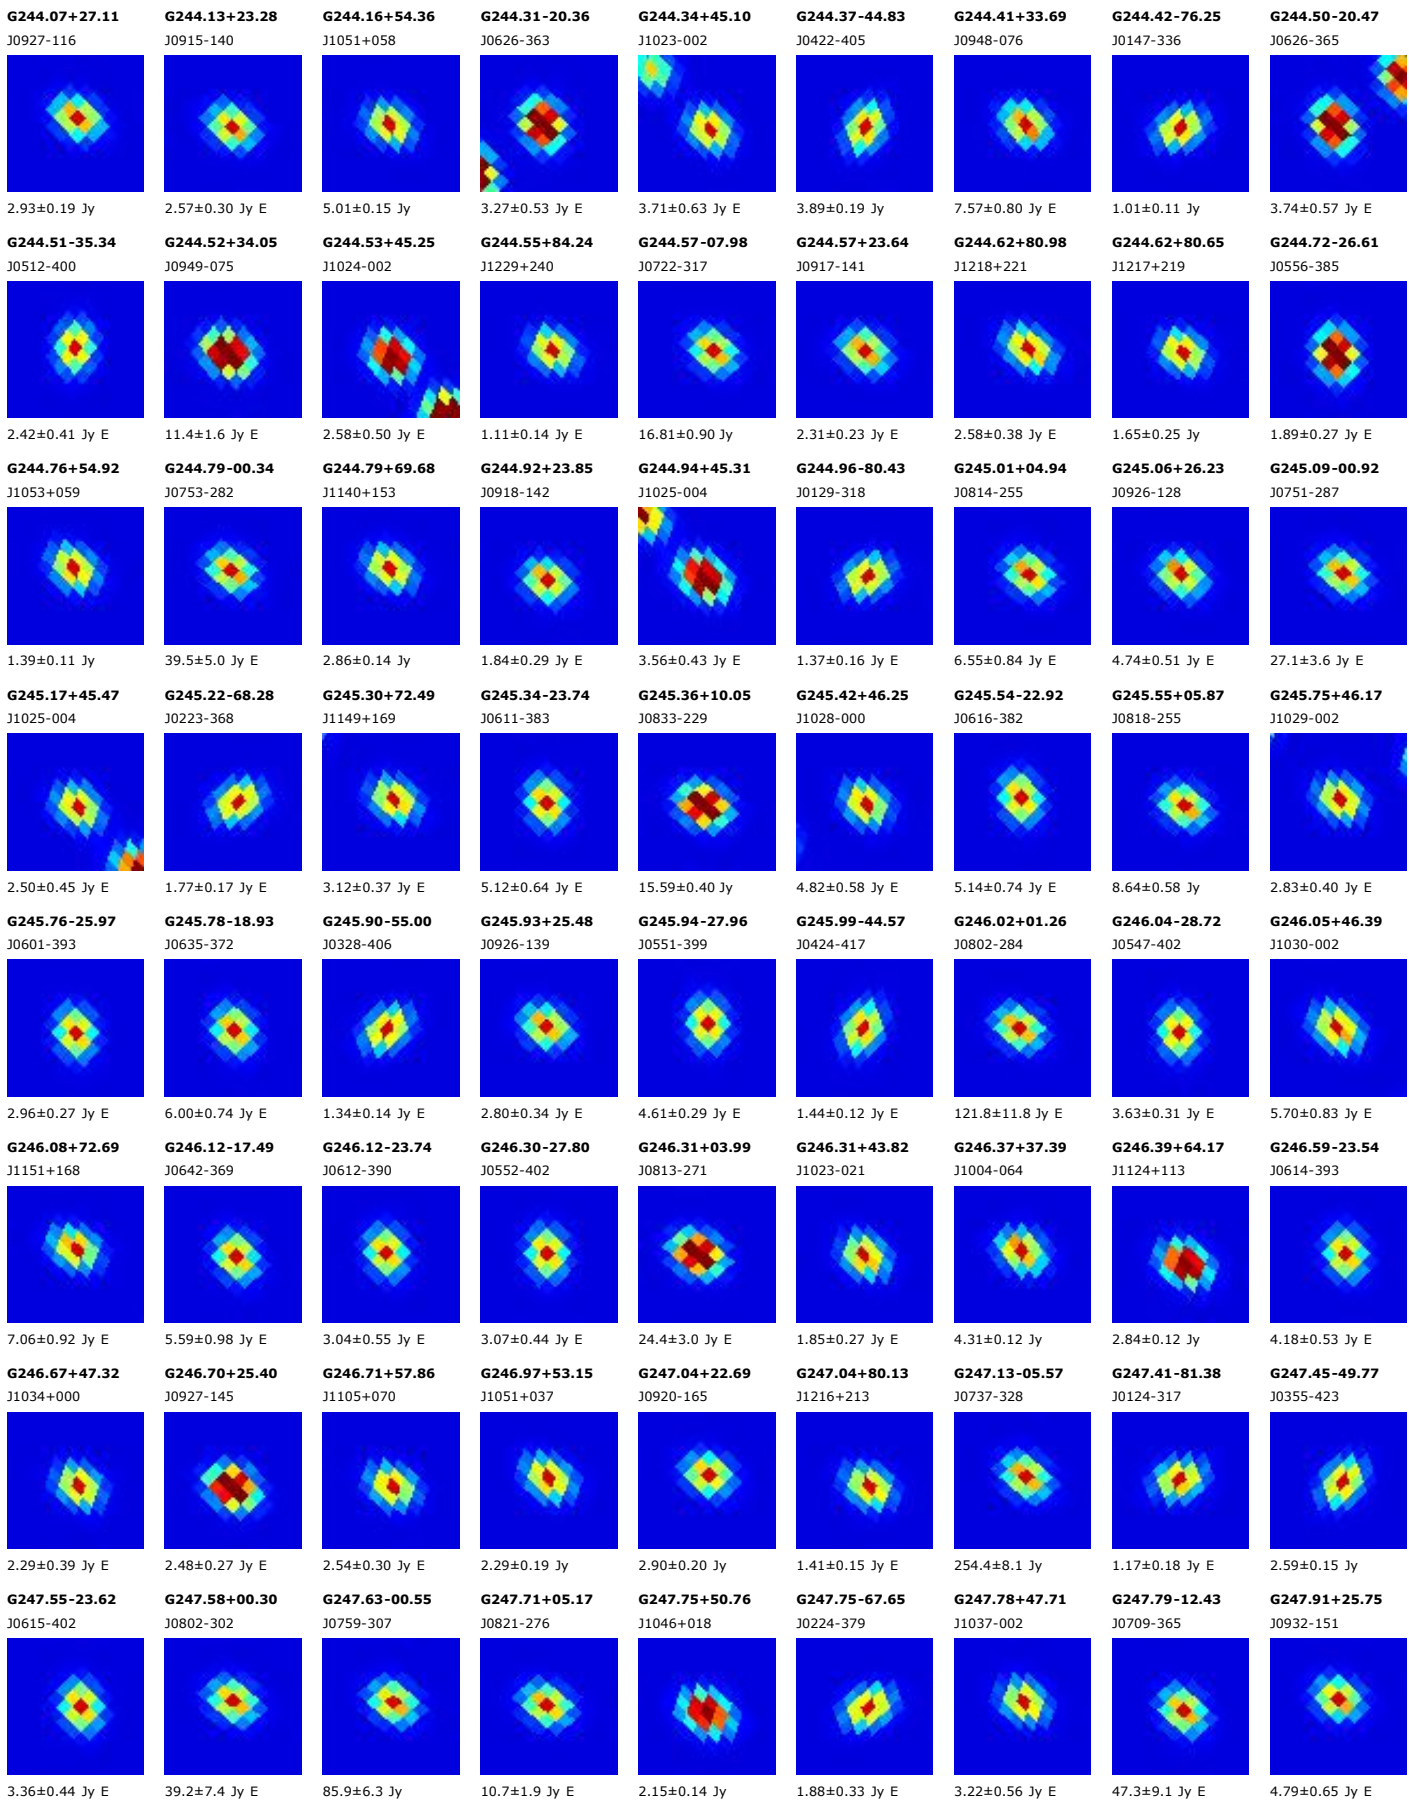 G244.07+27.11 G244.13+23.28 G244.16+54.36 G244.31-20.36 G244.34+45.10 G244.37-44.83 G244.41+33.69 G244.42-76.25 G244.50-20.47
J0927-116 J0915-140 J1051+058 J0626-363 J1023-002 J0422-405 J0948-076 J0147-336 J0626-365
2.93±0.19 Jy 2.57±0.30 Jy E 5.01±0.15 Jy 3.27±0.53 Jy E 3.71±0.63 Jy E 3.89±0.19 Jy 7.57±0.80 Jy E 1.01±0.11 Jy 3.74±0.57 Jy E
G244.51-35.34 G244.52+34.05 G244.53+45.25 G244.55+84.24 G244.57-07.98 G244.57+23.64 G244.62+80.98 G244.62+80.65 G244.72-26.61
J0512-400 J0949-075 J1024-002 J1229+240 J0722-317 J0917-141 J1218+221 J1217+219 J0556-385
2.42±0.41 Jy E 11.4±1.6 Jy E 2.58±0.50 Jy E 1.11±0.14 Jy E 16.81±0.90 Jy 2.31±0.23 Jy E 2.58±0.38 Jy E 1.65±0.25 Jy 1.89±0.27 Jy E
G244.76+54.92 G244.79-00.34 G244.79+69.68 G244.92+23.85 G244.94+45.31 G244.96-80.43 G245.01+04.94 G245.06+26.23 G245.09-00.92
J1053+059 J0753-282 J1140+153 J0918-142 J1025-004 J0129-318 J0814-255 J0926-128 J0751-287
1.39±0.11 Jy 39.5±5.0 Jy E 2.86±0.14 Jy 1.84±0.29 Jy E 3.56±0.43 Jy E 1.37±0.16 Jy E 6.55±0.84 Jy E 4.74±0.51 Jy E 27.1±3.6 Jy E
G245.17+45.47 G245.22-68.28 G245.30+72.49 G245.34-23.74 G245.36+10.05 G245.42+46.25 G245.54-22.92 G245.55+05.87 G245.75+46.17
J1025-004 J0223-368 J1149+169 J0611-383 J0833-229 J1028-000 J0616-382 J0818-255 J1029-002
2.50±0.45 Jy E 1.77±0.17 Jy E 3.12±0.37 Jy E 5.12±0.64 Jy E 15.59±0.40 Jy 4.82±0.58 Jy E 5.14±0.74 Jy E 8.64±0.58 Jy 2.83±0.40 Jy E
G245.76-25.97 G245.78-18.93 G245.90-55.00 G245.93+25.48 G245.94-27.96 G245.99-44.57 G246.02+01.26 G246.04-28.72 G246.05+46.39
J0601-393 J0635-372 J0328-406 J0926-139 J0551-399 J0424-417 J0802-284 J0547-402 J1030-002
2.96±0.27 Jy E 6.00±0.74 Jy E 1.34±0.14 Jy E 2.80±0.34 Jy E 4.61±0.29 Jy E 1.44±0.12 Jy E 121.8±11.8 Jy E 3.63±0.31 Jy E 5.70±0.83 Jy E
G246.08+72.69 G246.12-17.49 G246.12-23.74 G246.30-27.80 G246.31+03.99 G246.31+43.82 G246.37+37.39 G246.39+64.17 G246.59-23.54
J1151+168 J0642-369 J0612-390 J0552-402 J0813-271 J1023-021 J1004-064 J1124+113 J0614-393
7.06±0.92 Jy E 5.59±0.98 Jy E 3.04±0.55 Jy E 3.07±0.44 Jy E 24.4±3.0 Jy E 1.85±0.27 Jy E 4.31±0.12 Jy 2.84±0.12 Jy 4.18±0.53 Jy E
G246.67+47.32 G246.70+25.40 G246.71+57.86 G246.97+53.15 G247.04+22.69 G247.04+80.13 G247.13-05.57 G247.41-81.38 G247.45-49.77
J1034+000 J0927-145 J1105+070 J1051+037 J0920-165 J1216+213 J0737-328 J0124-317 J0355-423
2.29±0.39 Jy E 2.48±0.27 Jy E 2.54±0.30 Jy E 2.29±0.19 Jy 2.90±0.20 Jy 1.41±0.15 Jy E 254.4±8.1 Jy 1.17±0.18 Jy E 2.59±0.15 Jy
G247.55-23.62 G247.58+00.30 G247.63-00.55 G247.71+05.17 G247.75+50.76 G247.75-67.65 G247.78+47.71 G247.79-12.43 G247.91+25.75
J0615-402 J0802-302 J0759-307 J0821-276 J1046+018 J0224-379 J1037-002 J0709-365 J0932-151
3.36±0.44 Jy E 39.2±7.4 Jy E 85.9±6.3 Jy 10.7±1.9 Jy E 2.15±0.14 Jy 1.88±0.33 Jy E 3.22±0.56 Jy E 47.3±9.1 Jy E 4.79±0.65 Jy E